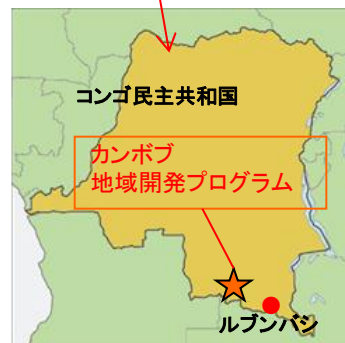 コンゴ民主共和国
カンボブ
地域開発プログラム
ルブンバシ